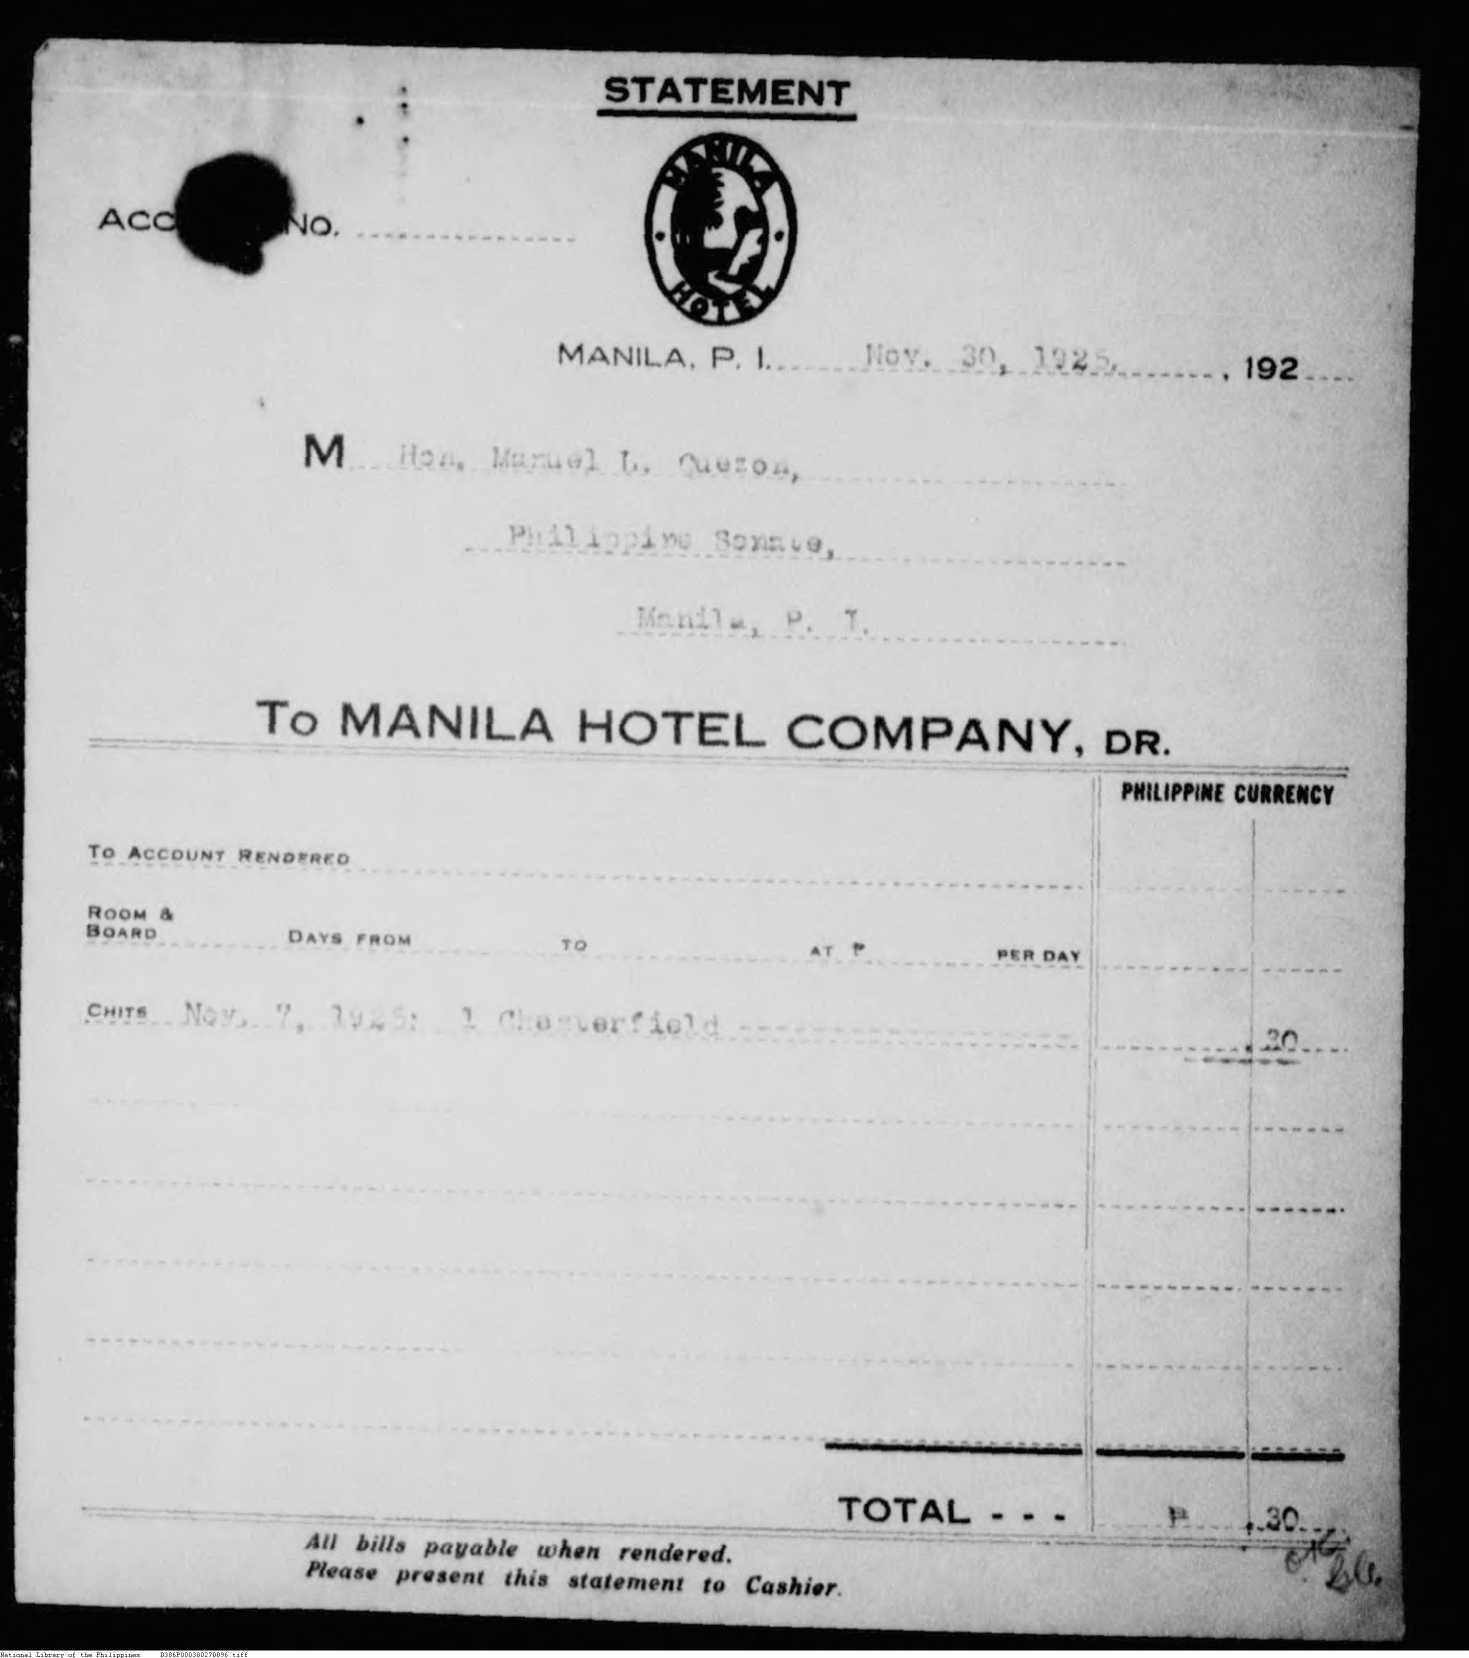 STATEMENT
MANILA
HOTEL
ACC NO.
MANILA, P. I. Nov. 30, 1925, , 192
M Hon. Manuel L. Quezon,
Philippine Senate,
Manila, P. I.
To MANILA HOTEL COMPANY, DR.
PHILIPPINE CURRENCY
TO ACCOUNT RENDERED
ROOM &
BOARD DAYS FROM TO AT ₱ PER DAY
CHITS Nov. 7, 1925: 1 Chesterfield .30
TOTAL - - - ₱ .30
All bills payable when rendered.
Please present this statement to Cashier.
National Library of the Philippines D386P000300270896.tiff